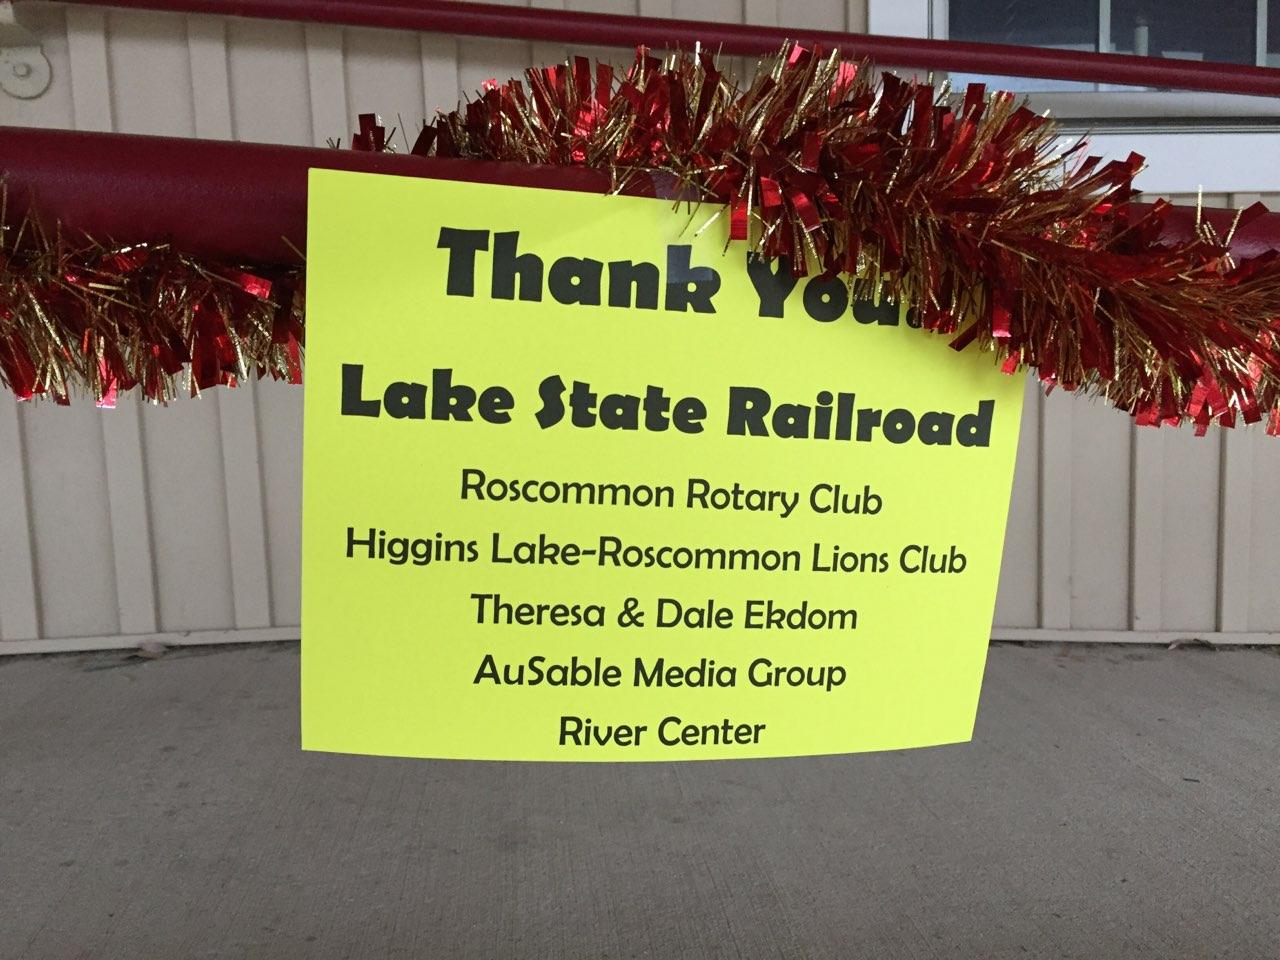 Thank You!
Lake State Railroad
Roscommon Rotary Club
Higgins Lake-Roscommon Lions Club
Theresa & Dale Ekdom
AuSable Media Group
River Center